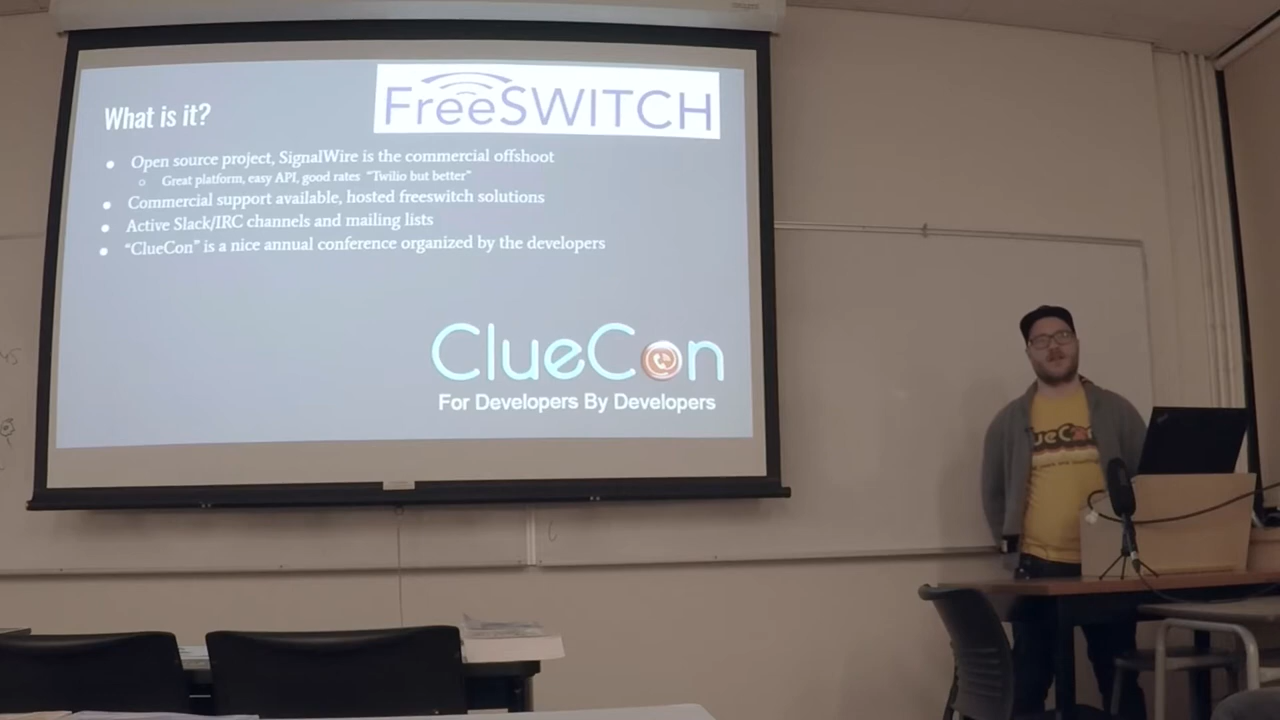 What is it?
FreeSWITCH
Open source project, SignalWire is the commercial offshoot
Great platform, easy API, good rates "Twilio but better"
Commercial support available, hosted freeswitch solutions
Active Slack/IRC channels and mailing lists
"ClueCon" is a nice annual conference organized by the developers
ClueCon
For Developers By Developers